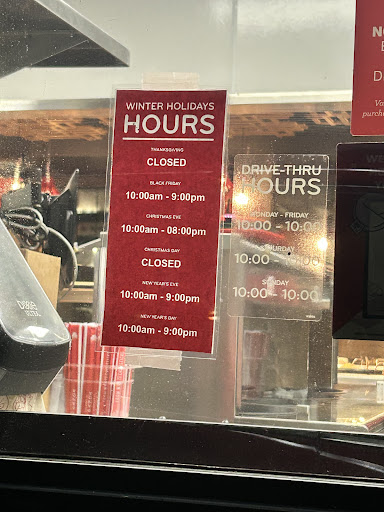 WINTER HOLIDAYS
HOURS
THANKSGIVING
CLOSED
BLACK FRIDAY
10:00am - 9:00pm
CHRISTMAS EVE
10:00am - 08:00pm
CHRISTMAS DAY
CLOSED
NEW YEAR'S EVE
10:00am - 9:00pm
NEW YEAR'S DAY
10:00am - 9:00pm
DRIVE-THRU
HOURS
MONDAY - FRIDAY
10:00 - 10:00
SATURDAY
10:00 - 10:00
SUNDAY
10:00 - 10:00